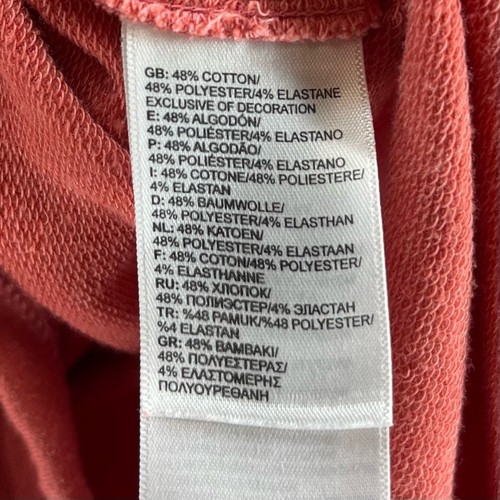 GB: 48% COTTON/
48% POLYESTER/4% ELASTANE
EXCLUSIVE OF DECORATION
E: 48% ALGODÓN/
48% POLIÉSTER/4% ELASTANO
P: 48% ALGODÃO/
48% POLIÉSTER/4% ELASTANO
I: 48% COTONE/48% POLIESTERE/
4% ELASTAN
D: 48% BAUMWOLLE/
48% POLYESTER/4% ELASTHAN
NL: 48% KATOEN/
48% POLYESTER/4% ELASTAAN
F: 48% COTON/48% POLYESTER/
4% ELASTHANNE
RU: 48% ХЛОПОК/
48% ПОЛИЭСТЕР/4% ЭЛАСТАН
TR: %48 PAMUK/%48 POLYESTER/
%4 ELASTAN
GR: 48% ΒΑΜΒΑΚΙ/
48% ΠΟΛΥΕΣΤΕΡΑΣ/
4% ΕΛΑΣΤΟΜΕΡΗΣ
ΠΟΛΥΟΥΡΕΘΑΝΗ